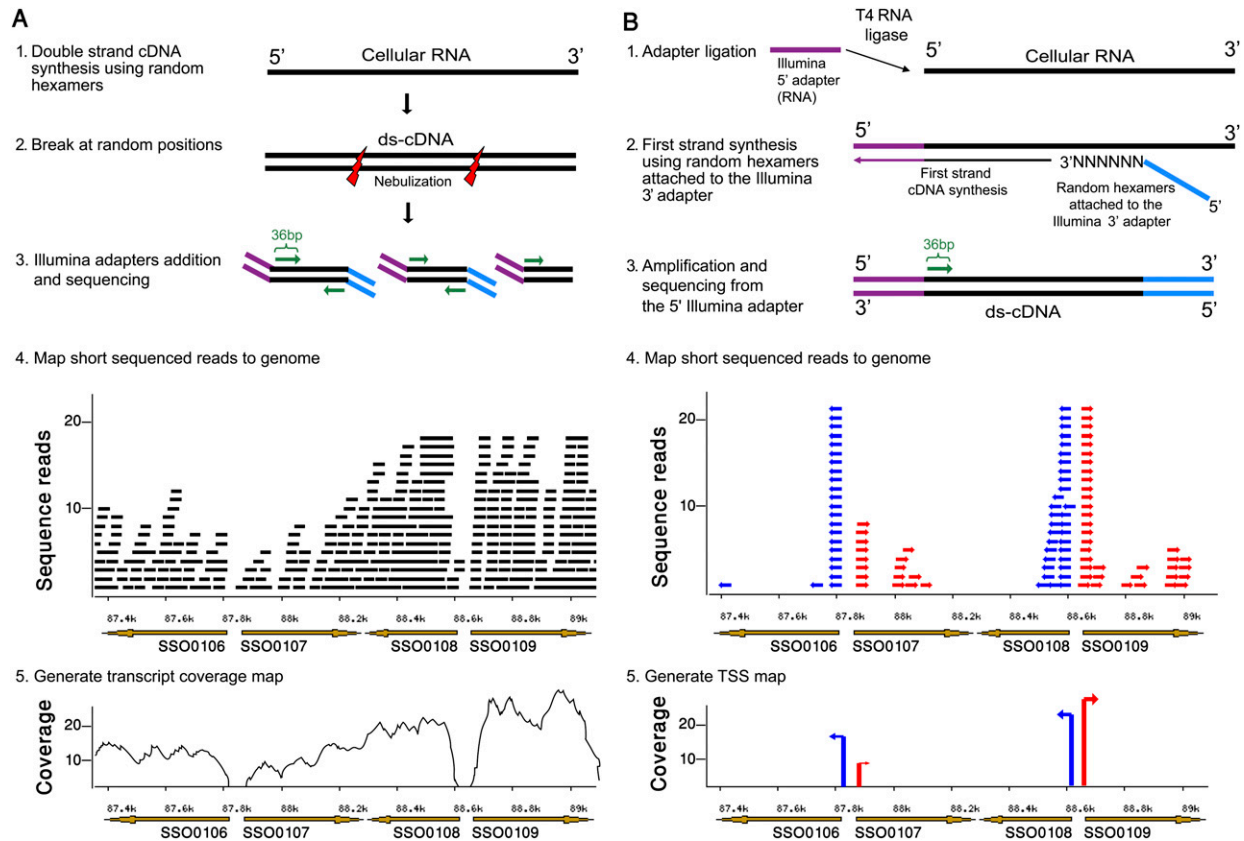 A
1. Double strand cDNA
synthesis using random
hexamers
5’
Cellular RNA
3’
2. Break at random positions
ds-cDNA
Nebulization
36bp
3. Illumina adapters addition
and sequencing
4. Map short sequenced reads to genome
Sequence reads
20
10
87.4k 87.6k 87.8k 88k 88.2k 88.6k 88.8k 89k
SSO0106 SSO0107 SSO0108 SSO0109
5. Generate transcript coverage map
Coverage
20
10
87.4k 87.6k 87.8k 88k 88.2k 88.6k 88.8k 89k
SSO0106 SSO0107 SSO0108 SSO0109
B
1. Adapter ligation
Illumina
5’ adapter
(RNA)
T4 RNA
ligase
5’
Cellular RNA
3’
2. First strand synthesis
using random hexamers
attached to the Illumina
3’ adapter
5’
3’
3’NNNNNN
First strand
cDNA synthesis
Random hexamers
attached to the
Illumina 3’ adapter
5’
36bp
3. Amplification and
sequencing from
the 5' Illumina adapter
5’
3’
3’
5’
ds-cDNA
4. Map short sequenced reads to genome
Sequence reads
20
10
87.4k 87.6k 87.8k 88k 88.2k 88.6k 88.8k 89k
SSO0106 SSO0107 SSO0108 SSO0109
5. Generate TSS map
Coverage
20
10
87.4k 87.6k 87.8k 88k 88.2k 88.6k 88.8k 89k
SSO0106 SSO0107 SSO0108 SSO0109